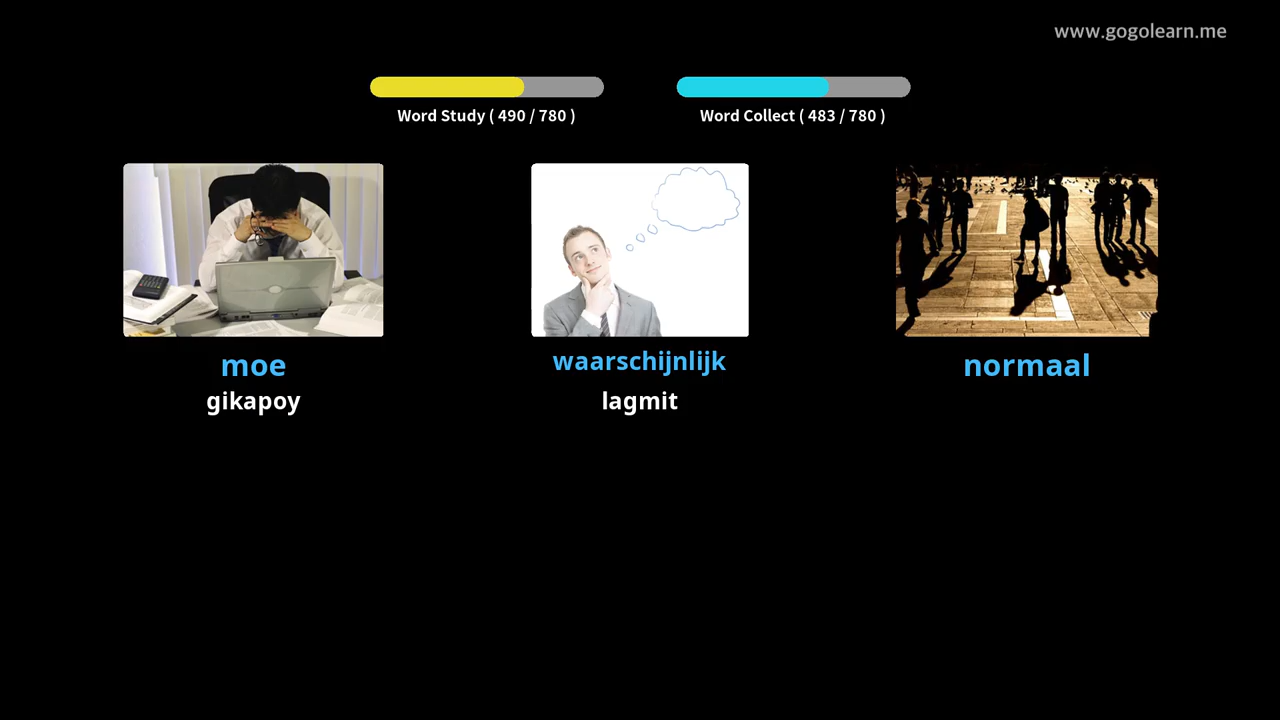 www.gogolearn.me
Word Study ( 490 / 780 )
Word Collect ( 483 / 780 )
moe
gikapoy
waarschijnlijk
lagmit
normaal